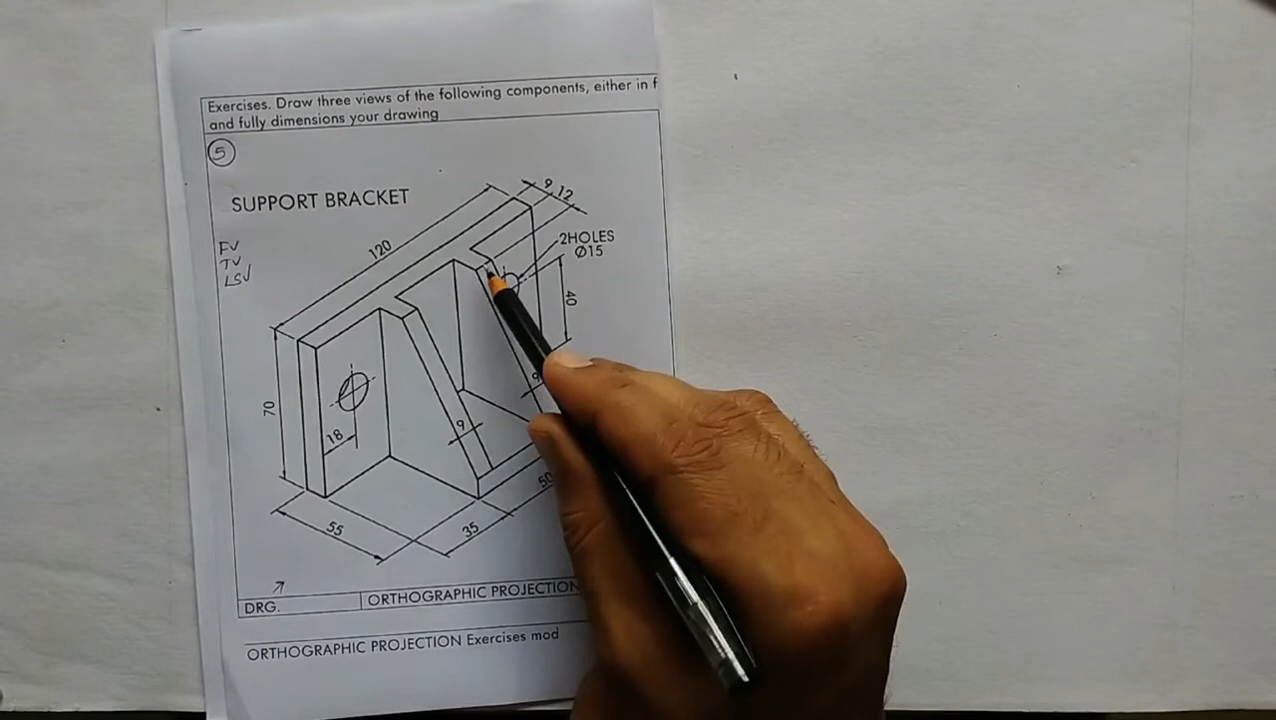 Exercises. Draw three views of the following components, either in f
and fully dimensions your drawing
5
SUPPORT BRACKET
FV
TV
LSV
120
9
12
2HOLES
Ø15
40
70
18
9
9
50
35
55
DRG.
ORTHOGRAPHIC PROJECTION
ORTHOGRAPHIC PROJECTION Exercises mod